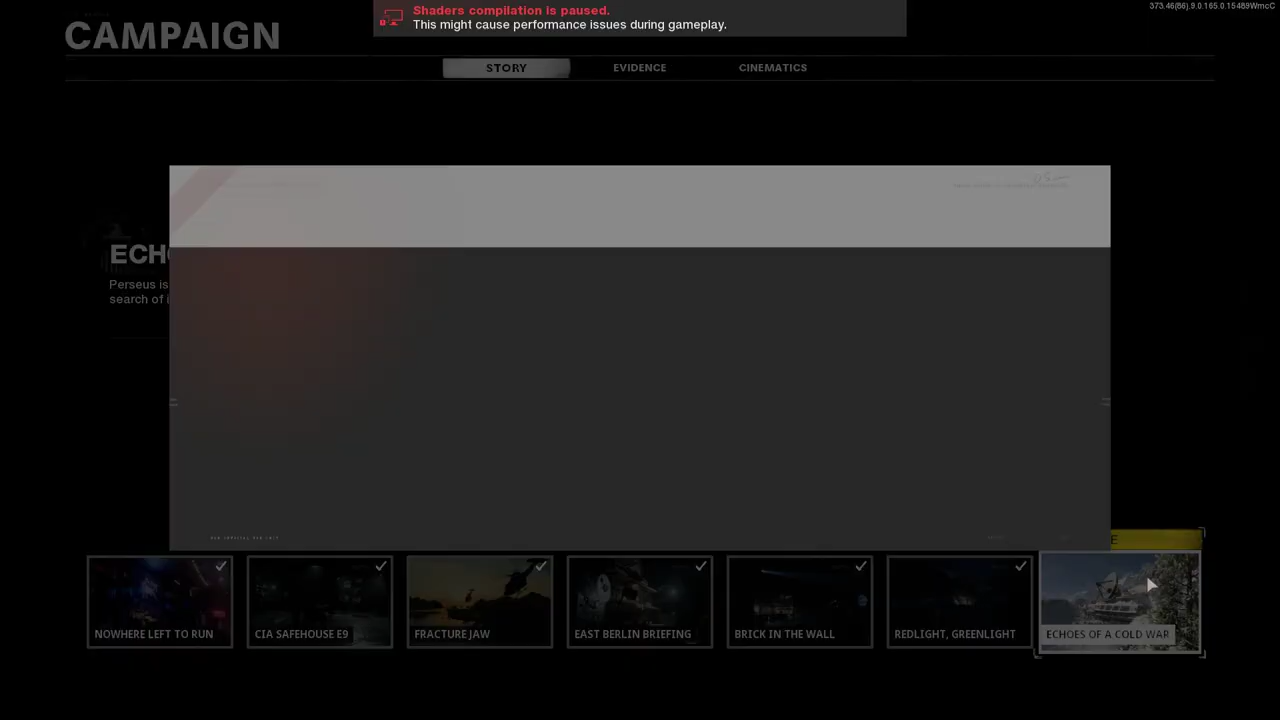 Shaders compilation is paused.
This might cause performance issues during gameplay.
373.46(86).9.0.165.0.15489WmcC
CAMPAIGN
STORY
EVIDENCE
CINEMATICS
ECHO
Perseus is
search of i
E
NOWHERE LEFT TO RUN
CIA SAFEHOUSE E9
FRACTURE JAW
EAST BERLIN BRIEFING
BRICK IN THE WALL
REDLIGHT, GREENLIGHT
ECHOES OF A COLD WAR